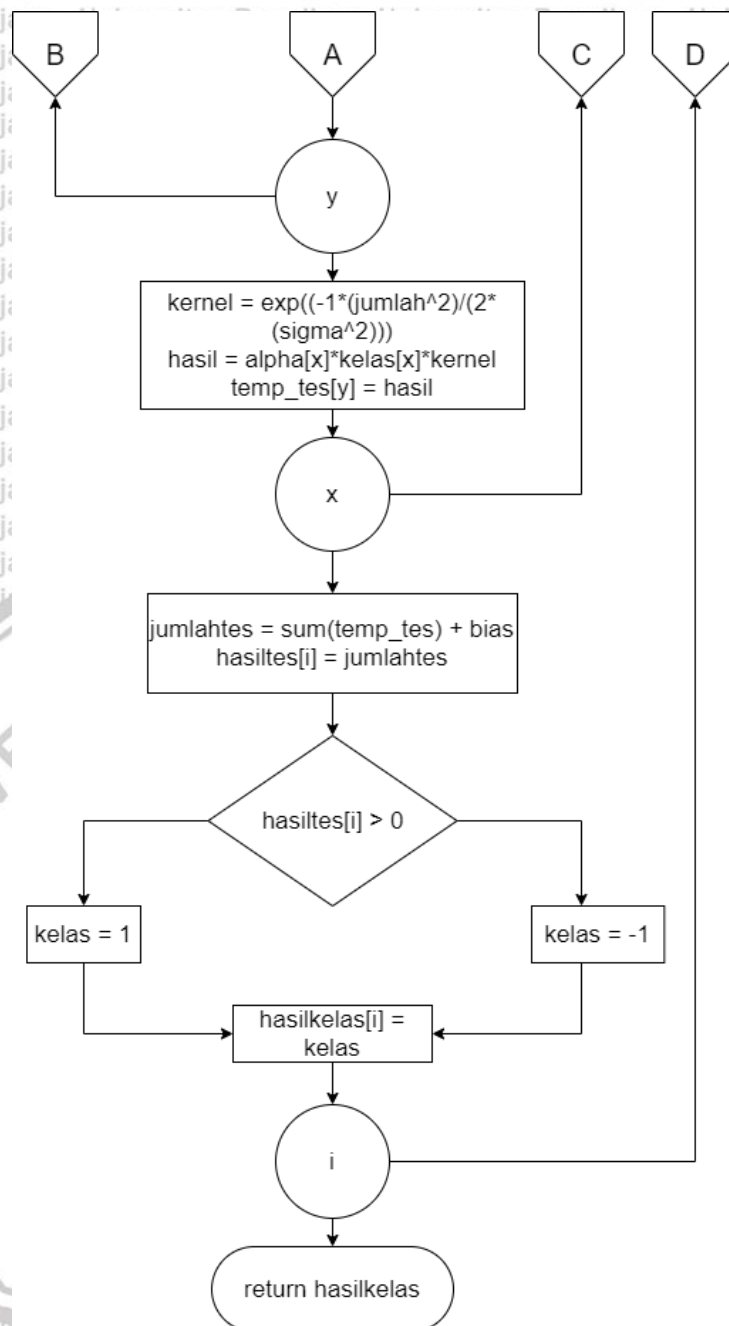 B
A
C
D
y
kernel = exp((-1*(jumlah^2)/(2*
(sigma^2)))
hasil = alpha[x]*kelas[x]*kernel
temp_tes[y] = hasil
x
jumlahtes = sum(temp_tes) + bias
hasiltes[i] = jumlahtes
hasiltes[i] > 0
kelas = 1
kelas = -1
hasilkelas[i] =
kelas
i
return hasilkelas